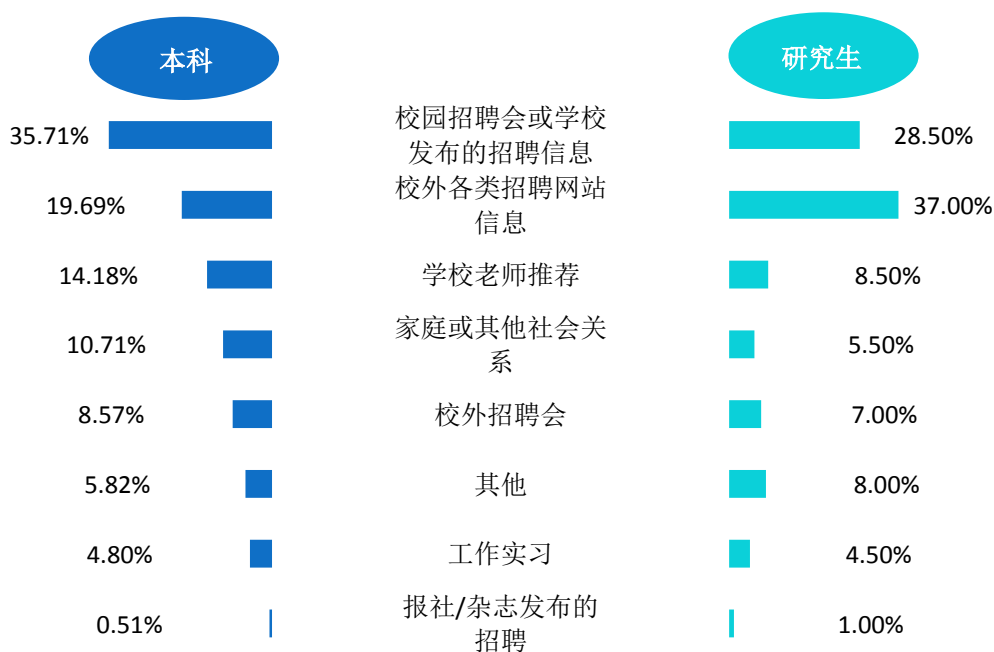 本科
研究生
35.71%
校园招聘会或学校
发布的招聘信息
28.50%
19.69%
校外各类招聘网站
信息
37.00%
14.18%
学校老师推荐
8.50%
10.71%
家庭或其他社会关
系
5.50%
8.57%
校外招聘会
7.00%
5.82%
其他
8.00%
4.80%
工作实习
4.50%
0.51%
报社/杂志发布的
招聘
1.00%